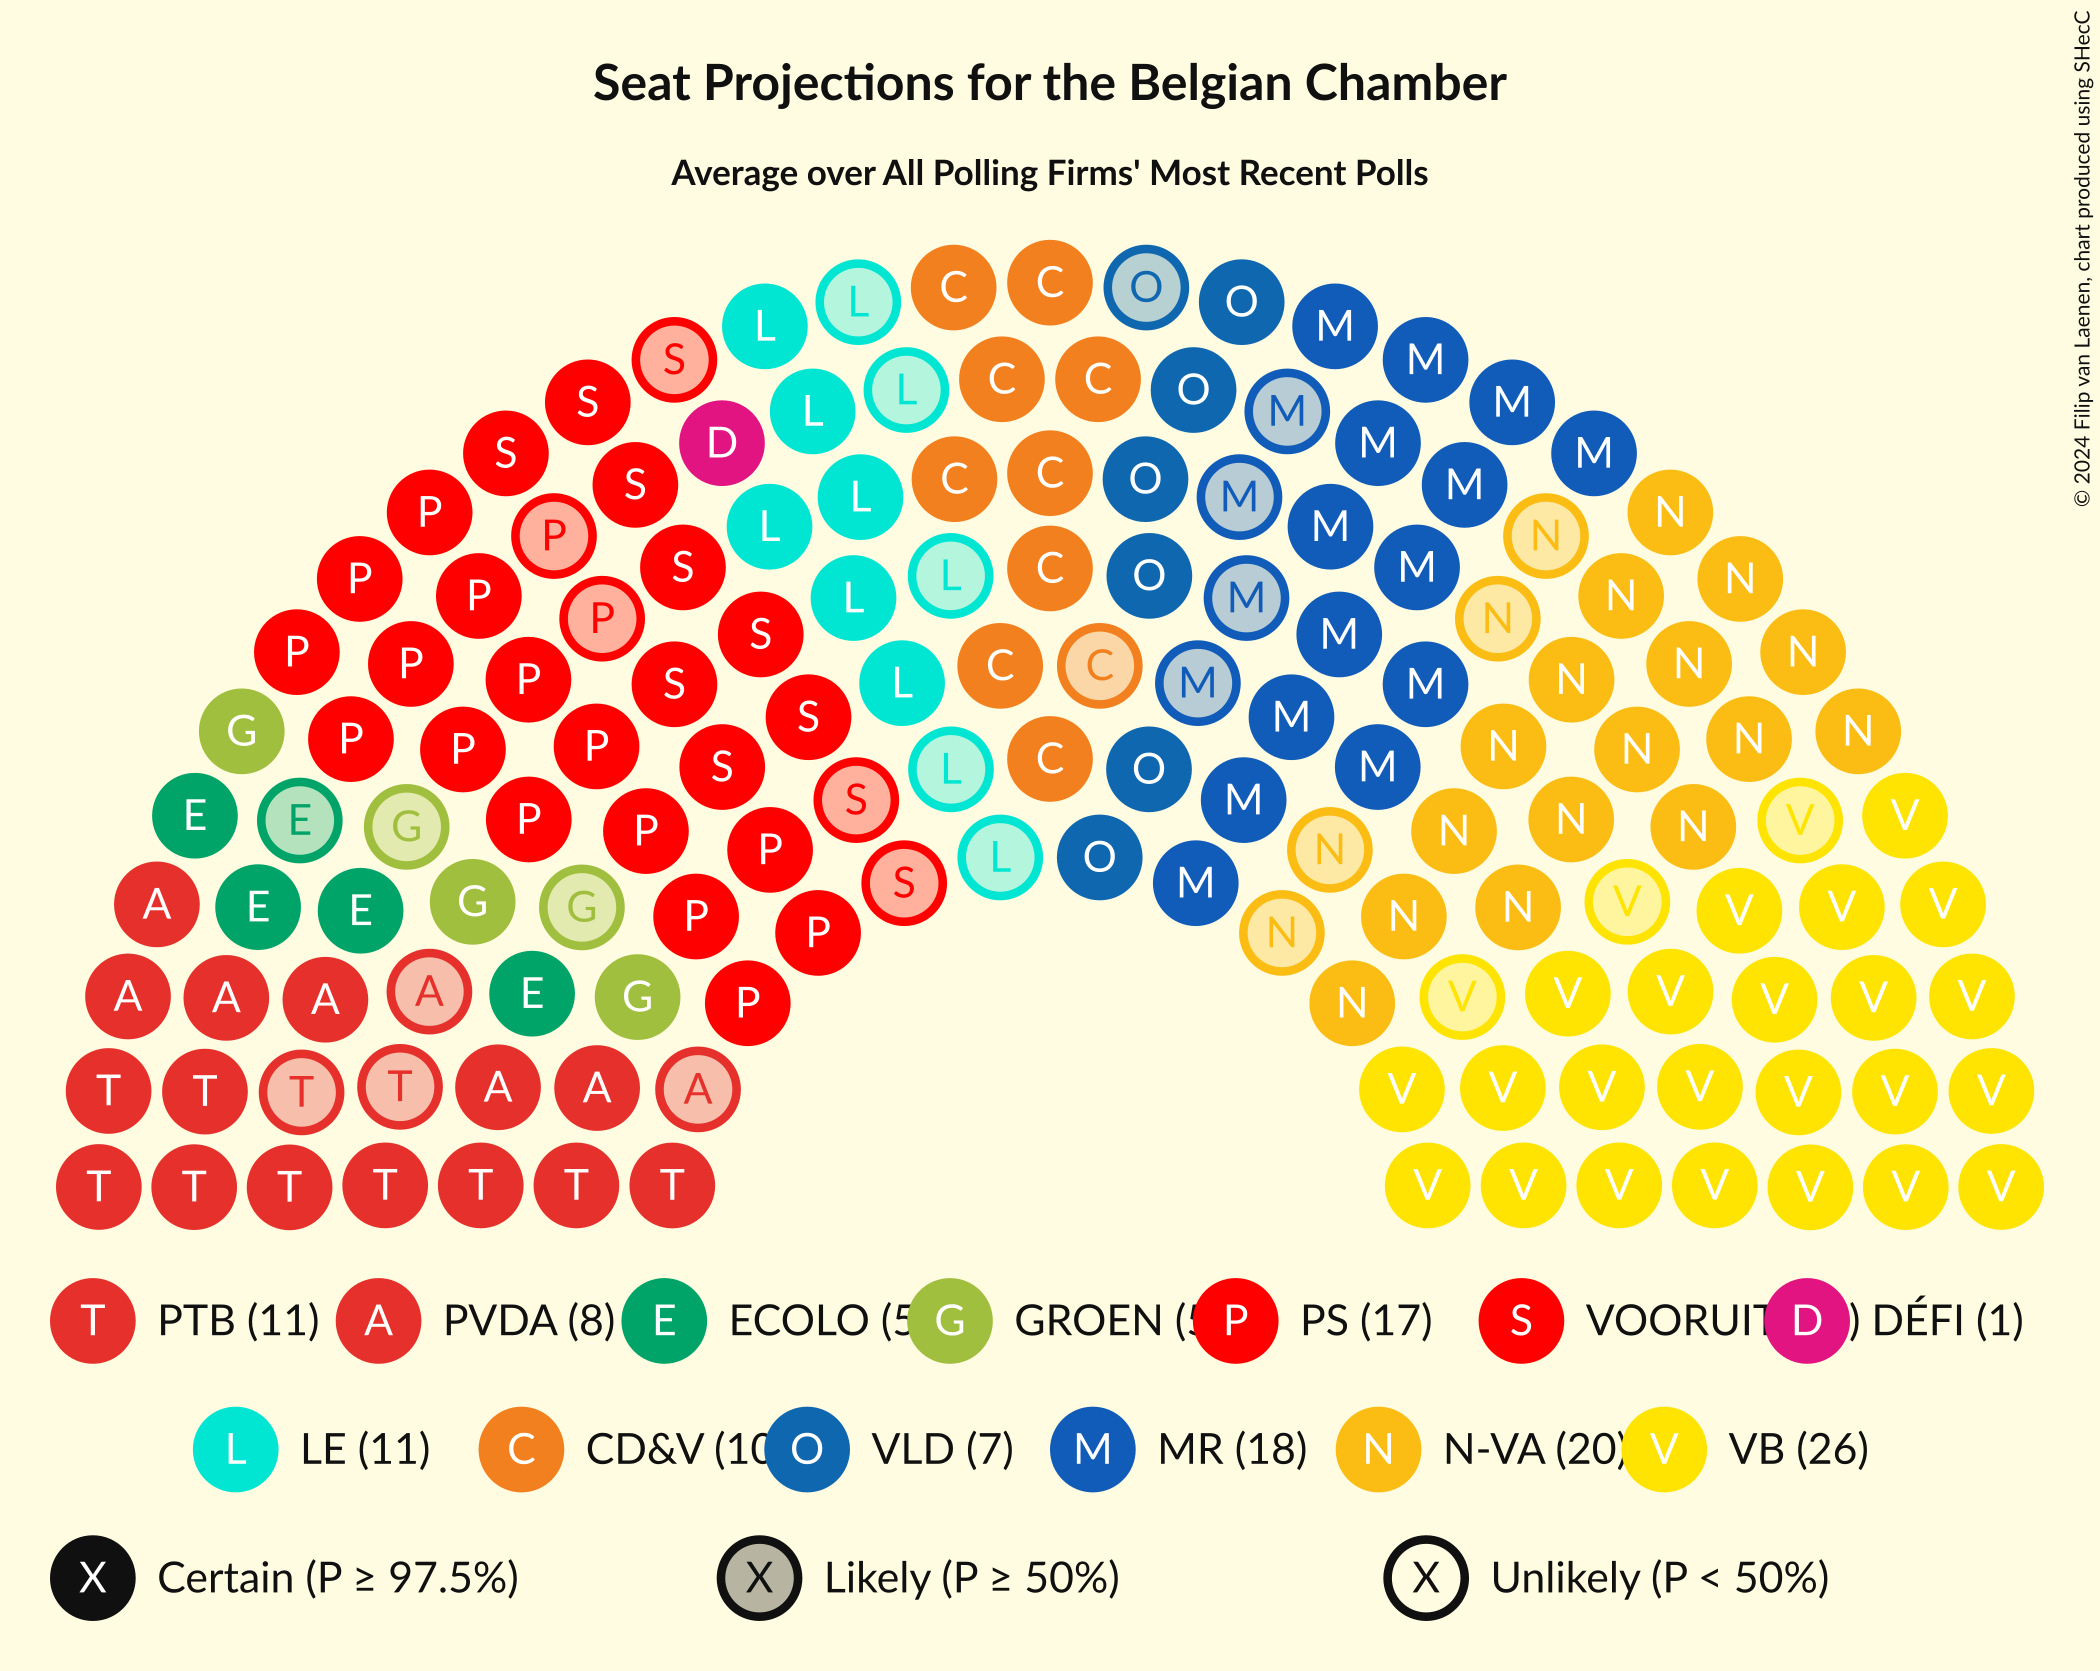 Seat Projections for the Belgian Chamber
Average over All Polling Firms' Most Recent Polls
© 2024 Filip van Laenen, chart produced using SHecC
L C C O O
S L M M
S L L C C O M M
S D M M
P S L C C O M M N
P L M N
P P S L L C O M M N N
P S M N
P P P S L C C M M N N N
G P P P S M N N N N
S L C O M
E E G P P S M N N N V V
P L O N
A E E G G P P S M N N N V V V V
A A A A E G P N V V V V V V
T T T T A A A V V V V V V V
T T T T T T T V V V V V V V
T PTB (11) A PVDA (8) E ECOLO (5 G GROEN (5 P PS (17) S VOORUIT D ) DÉFI (1)
L LE (11) C CD&V (10 O VLD (7) M MR (18) N N-VA (20) V VB (26)
X Certain (P ≥ 97.5%) X Likely (P ≥ 50%) X Unlikely (P < 50%)